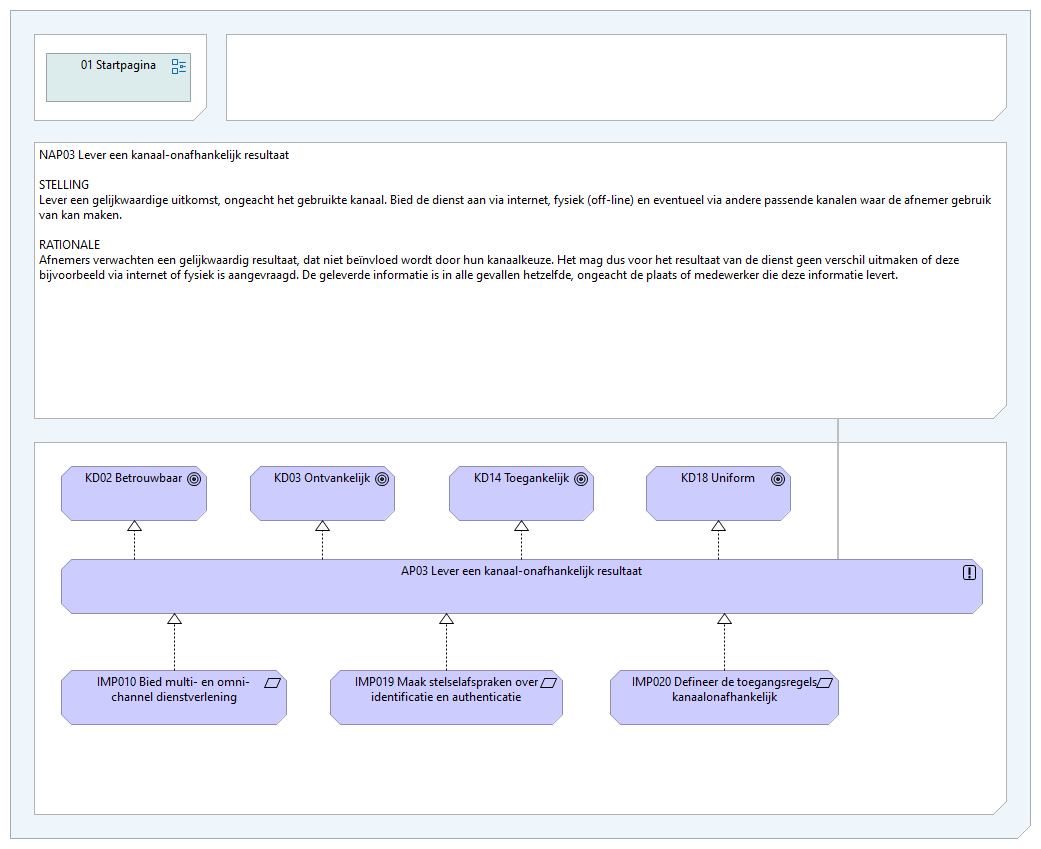 01 Startpagina
NAP03 Lever een kanaal-onafhankelijk resultaat
STELLING
Lever een gelijkwaardige uitkomst, ongeacht het gebruikte kanaal. Bied de dienst aan via internet, fysiek (off-line) en eventueel via andere passende kanalen waar de afnemer gebruik
van kan maken.
RATIONALE
Afnemers verwachten een gelijkwaardig resultaat, dat niet beïnvloed wordt door hun kanaalkeuze. Het mag dus voor het resultaat van de dienst geen verschil uitmaken of deze
bijvoorbeeld via internet of fysiek is aangevraagd. De geleverde informatie is in alle gevallen hetzelfde, ongeacht de plaats of medewerker die deze informatie levert.
KD02 Betrouwbaar
KD03 Ontvankelijk
KD14 Toegankelijk
KD18 Uniform
AP03 Lever een kanaal-onafhankelijk resultaat
IMP010 Bied multi- en omni-
channel dienstverlening
IMP019 Maak stelselafspraken over
identificatie en authenticatie
IMP020 Defineer de toegangsregels
kanaalonafhankelijk